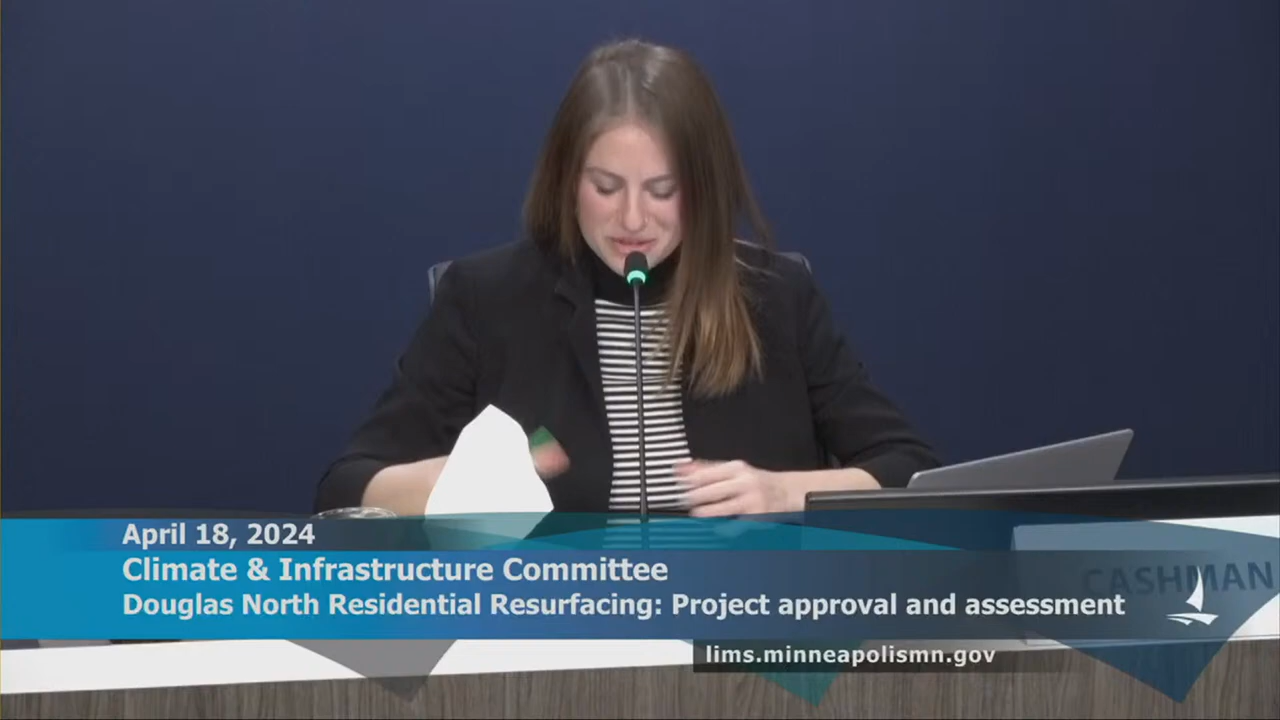 April 18, 2024
Climate & Infrastructure Committee
Douglas North Residential Resurfacing: Project approval and assessment
CASHMAN
lims.minneapolismn.gov